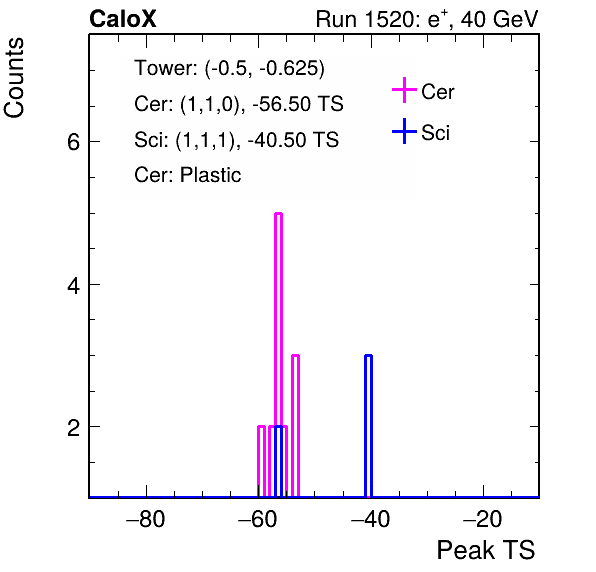 CaloX Run 1520: e⁺, 40 GeV
Counts
Tower: (-0.5, -0.625)
Cer: (1,1,0), -56.50 TS
Sci: (1,1,1), -40.50 TS
Cer: Plastic
Cer
Sci
6
4
2
−80 −60 −40 −20
Peak TS